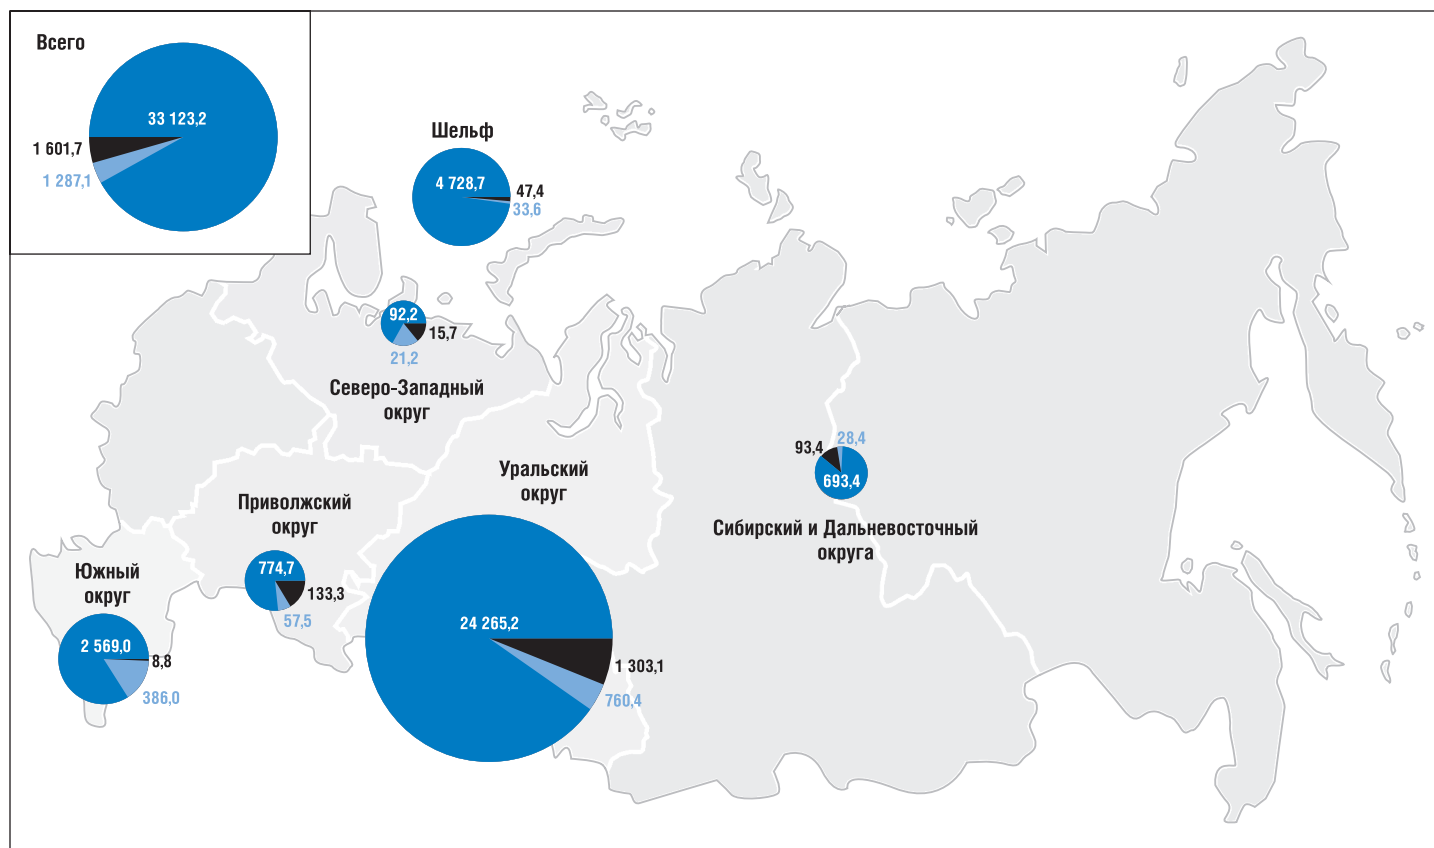 Всего
33 123,2
1 601,7
1 287,1
Шельф
4 728,7
47,4
33,6
92,2
15,7
21,2
Северо-Западный
округ
Уральский
округ
24 265,2
1 303,1
760,4
Приволжский
округ
774,7
133,3
57,5
Южный
округ
2 569,0
8,8
386,0
28,4
93,4
693,4
Сибирский и Дальневосточный
округа